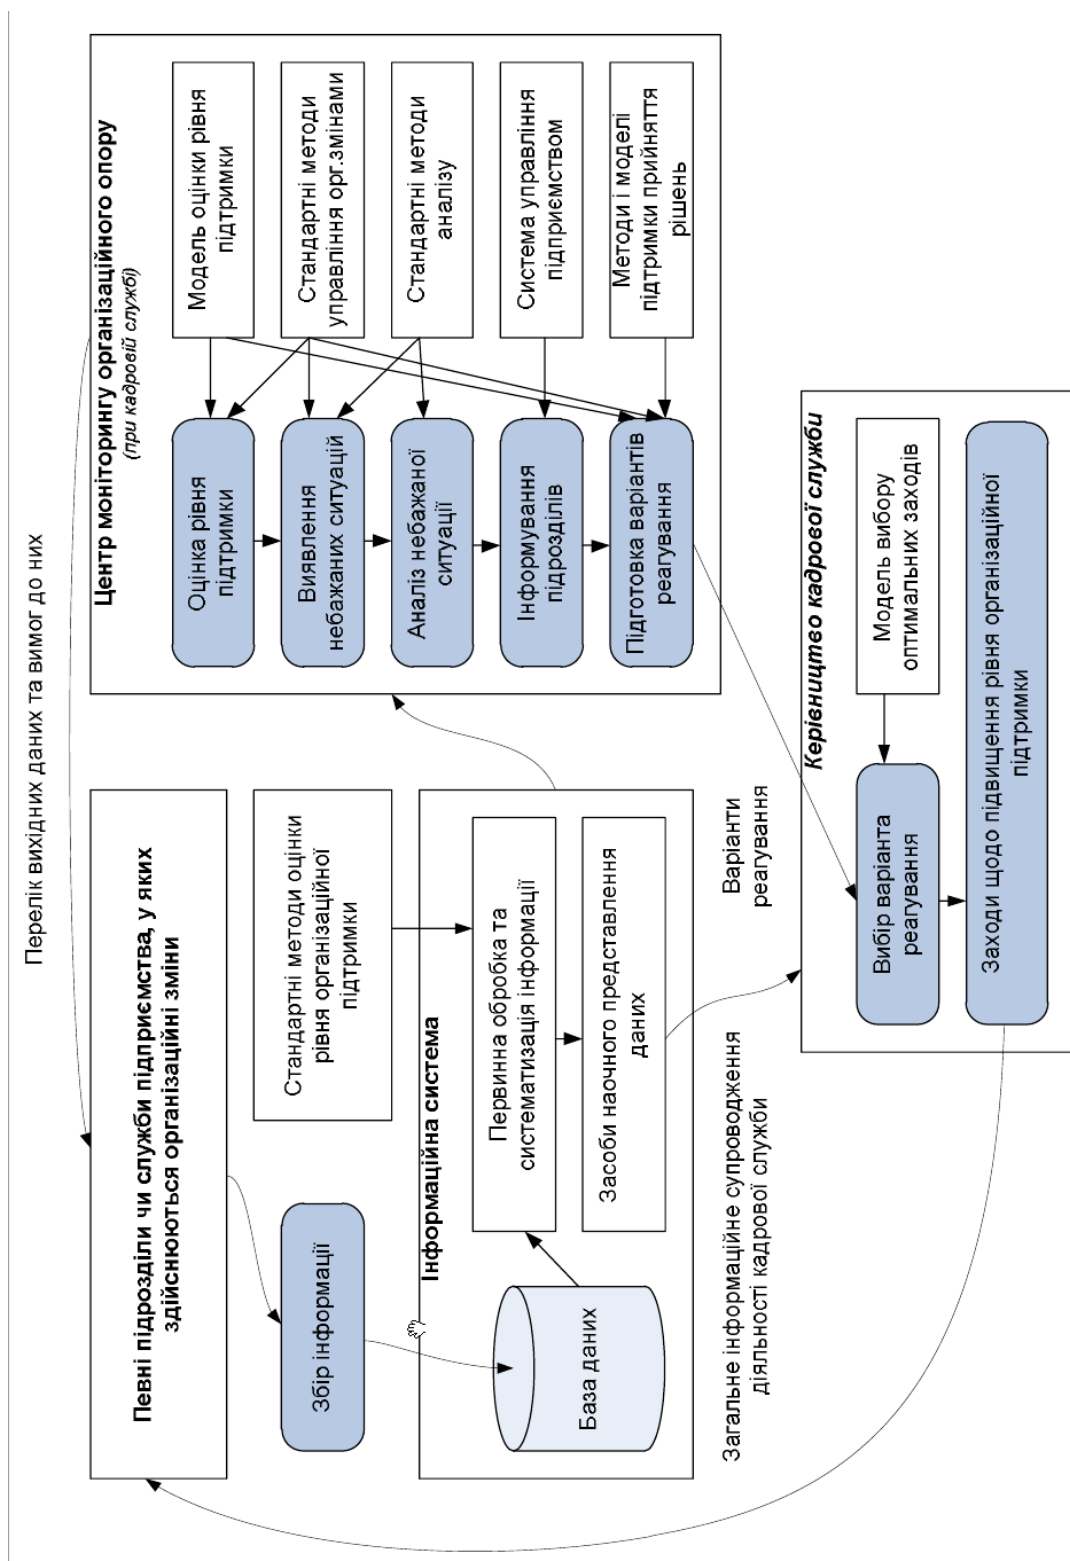 Перелік вихідних даних та вимог до них
Певні підрозділи чи служби підприємства, у яких
здійснюються організаційні зміни
Збір інформації
Стандартні методи оцінки
рівня організаційної
підтримки
Інформаційна система
База даних
Первинна обробка та
систематизація інформації
Засоби наочного представлення
даних
Центр моніторингу організаційного опору
(при кадровій службі)
Оцінка рівня
підтримки
Виявлення
небажаних ситуацій
Аналіз небажаної
ситуації
Інформування
підрозділів
Підготовка варіантів
реагування
Модель оцінки рівня
підтримки
Стандартні методи
управління орг.змінами
Стандартні методи
аналізу
Система управління
підприємством
Методи і моделі
підтримки прийняття
рішень
Загальне інформаційне супроводження
діяльності кадрової служби
Варіанти
реагування
Керівництво кадрової служби
Вибір варіанта
реагування
Модель вибору
оптимальних заходів
Заходи щодо підвищення рівня організаційної
підтримки